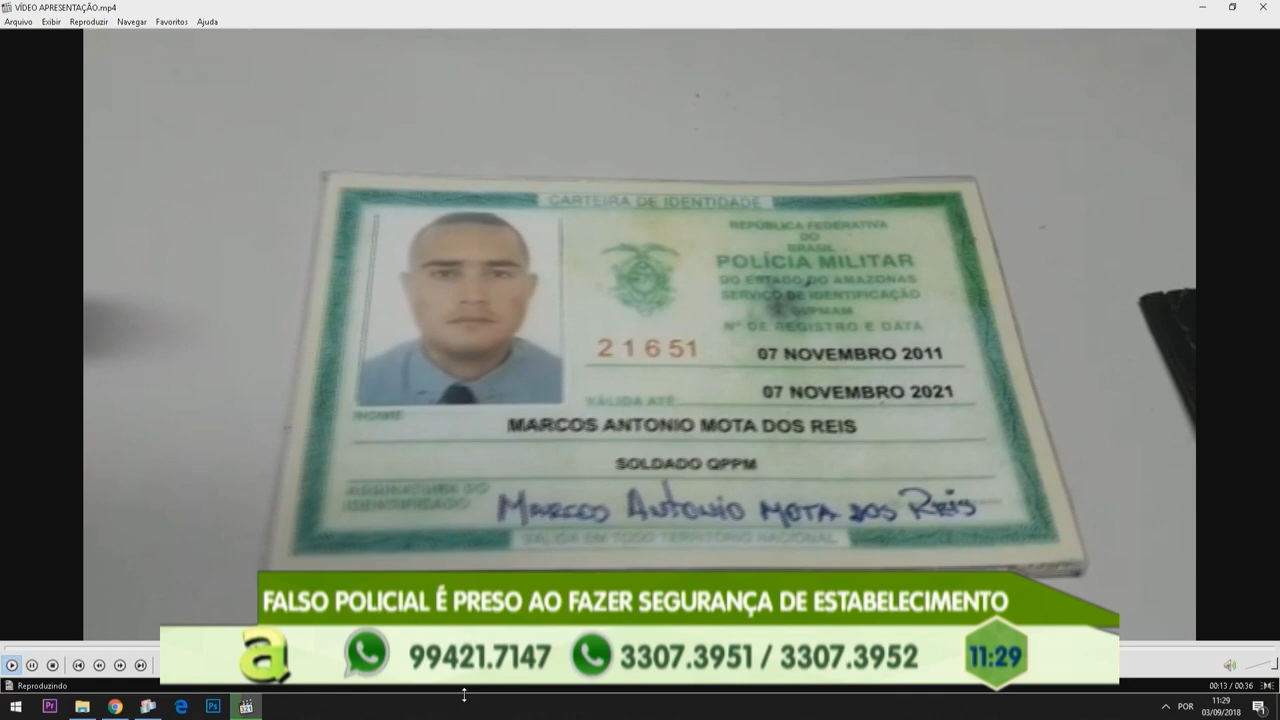 VÍDEO APRESENTAÇÃO.mp4
Arquivo Exibir Reproduzir Navegar Favoritos Ajuda
CARTEIRA DE IDENTIDADE
REPÚBLICA FEDERATIVA
DO
BRASIL
POLÍCIA MILITAR
DO ESTADO DO AMAZONAS
SERVIÇO DE IDENTIFICAÇÃO
Nº DE REGISTRO E DATA
21651
07 NOVEMBRO 2011
VÁLIDA ATÉ
07 NOVEMBRO 2021
NOME
MARCOS ANTONIO MOTA DOS REIS
SOLDADO QPPM
ASSINATURA DO
IDENTIFICADO
MARCOS ANTONIO MOTA DOS REIS
VÁLIDA EM TODO TERRITÓRIO NACIONAL
FALSO POLICIAL É PRESO AO FAZER SEGURANÇA DE ESTABELECIMENTO
a 99421.7147 3307.3951 / 3307.3952 11:29
Reproduzindo
00:13 / 00:36
Pr Ps
POR
11:29
03/09/2018
1